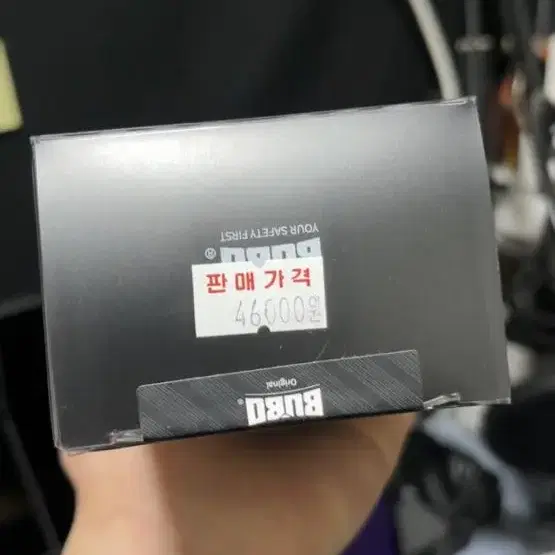 YOUR SAFETY FIRST
BUBO®
판매가격
46000원
Original
BUBO®